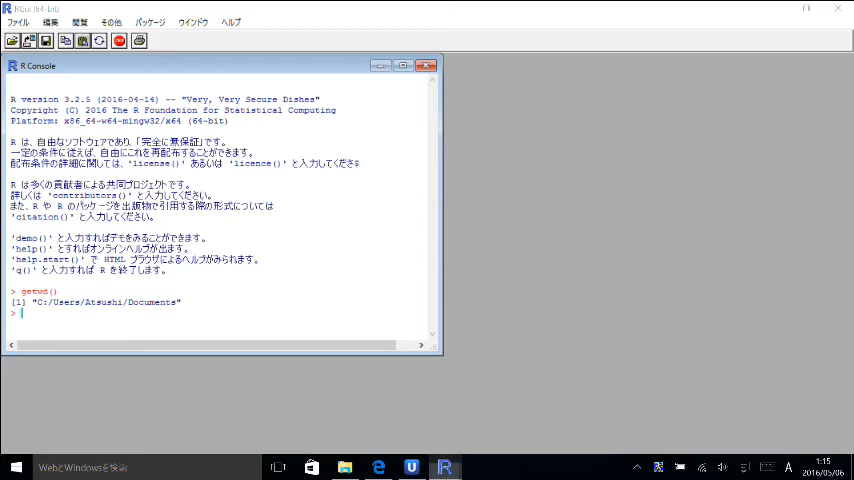 RGui (64-bit)
ファイル 編集 閲覧 その他 パッケージ ウインドウ ヘルプ
STOP
R Console
R version 3.2.5 (2016-04-14) -- "Very, Very Secure Dishes"
Copyright (C) 2016 The R Foundation for Statistical Computing
Platform: x86_64-w64-mingw32/x64 (64-bit)
R は、自由なソフトウェアであり、「完全に無保証」です。
一定の条件に従えば、自由にこれを再配布することができます。
配布条件の詳細に関しては、'license()' あるいは 'licence()' と入力してくださ$
R は多くの貢献者による共同プロジェクトです。
詳しくは 'contributors()' と入力してください。
また、R や R のパッケージを出版物で引用する際の形式については
'citation()' と入力してください。
'demo()' と入力すればデモをみることができます。
'help()' とすればオンラインヘルプが出ます。
'help.start()' で HTML ブラウザによるヘルプがみられます。
'q()' と入力すれば R を終了します。
> getwd()
[1] "C:/Users/Atsushi/Documents"
>
WebとWindowsを検索
A
1:15
2016/05/06